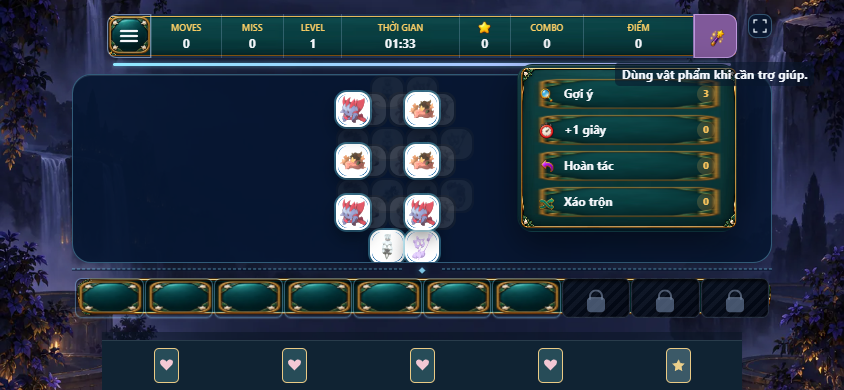 MOVES MISS LEVEL THỜI GIAN COMBO ĐIỂM
0 0 1 01:33 0 0 0
Dùng vật phẩm khi cần trợ giúp.
Gợi ý 3
+1 giây 0
Hoàn tác 0
Xáo trộn 0